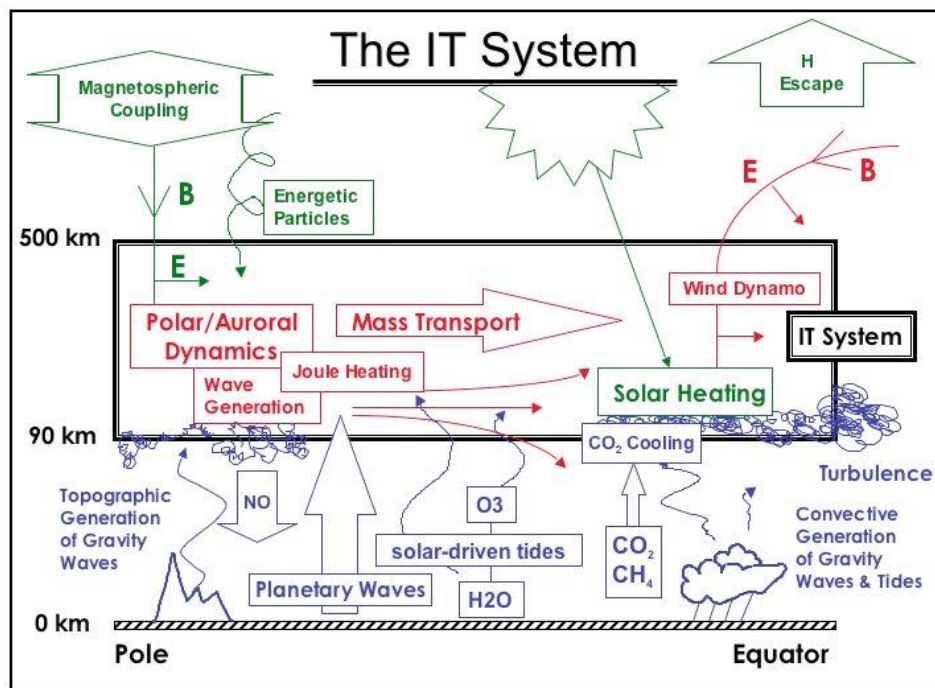 The IT System
Magnetospheric
Coupling
H
Escape
B
Energetic
Particles
E
B
500 km
E
Wind Dynamo
Polar/Auroral
Dynamics
Mass Transport
IT System
Joule Heating
Wave
Generation
Solar Heating
90 km
CO₂ Cooling
Turbulence
Topographic
Generation
of Gravity
Waves
NO
O3
solar-driven tides
CO₂
CH₄
Convective
Generation
of Gravity
Waves & Tides
Planetary Waves
H2O
0 km
Pole
Equator